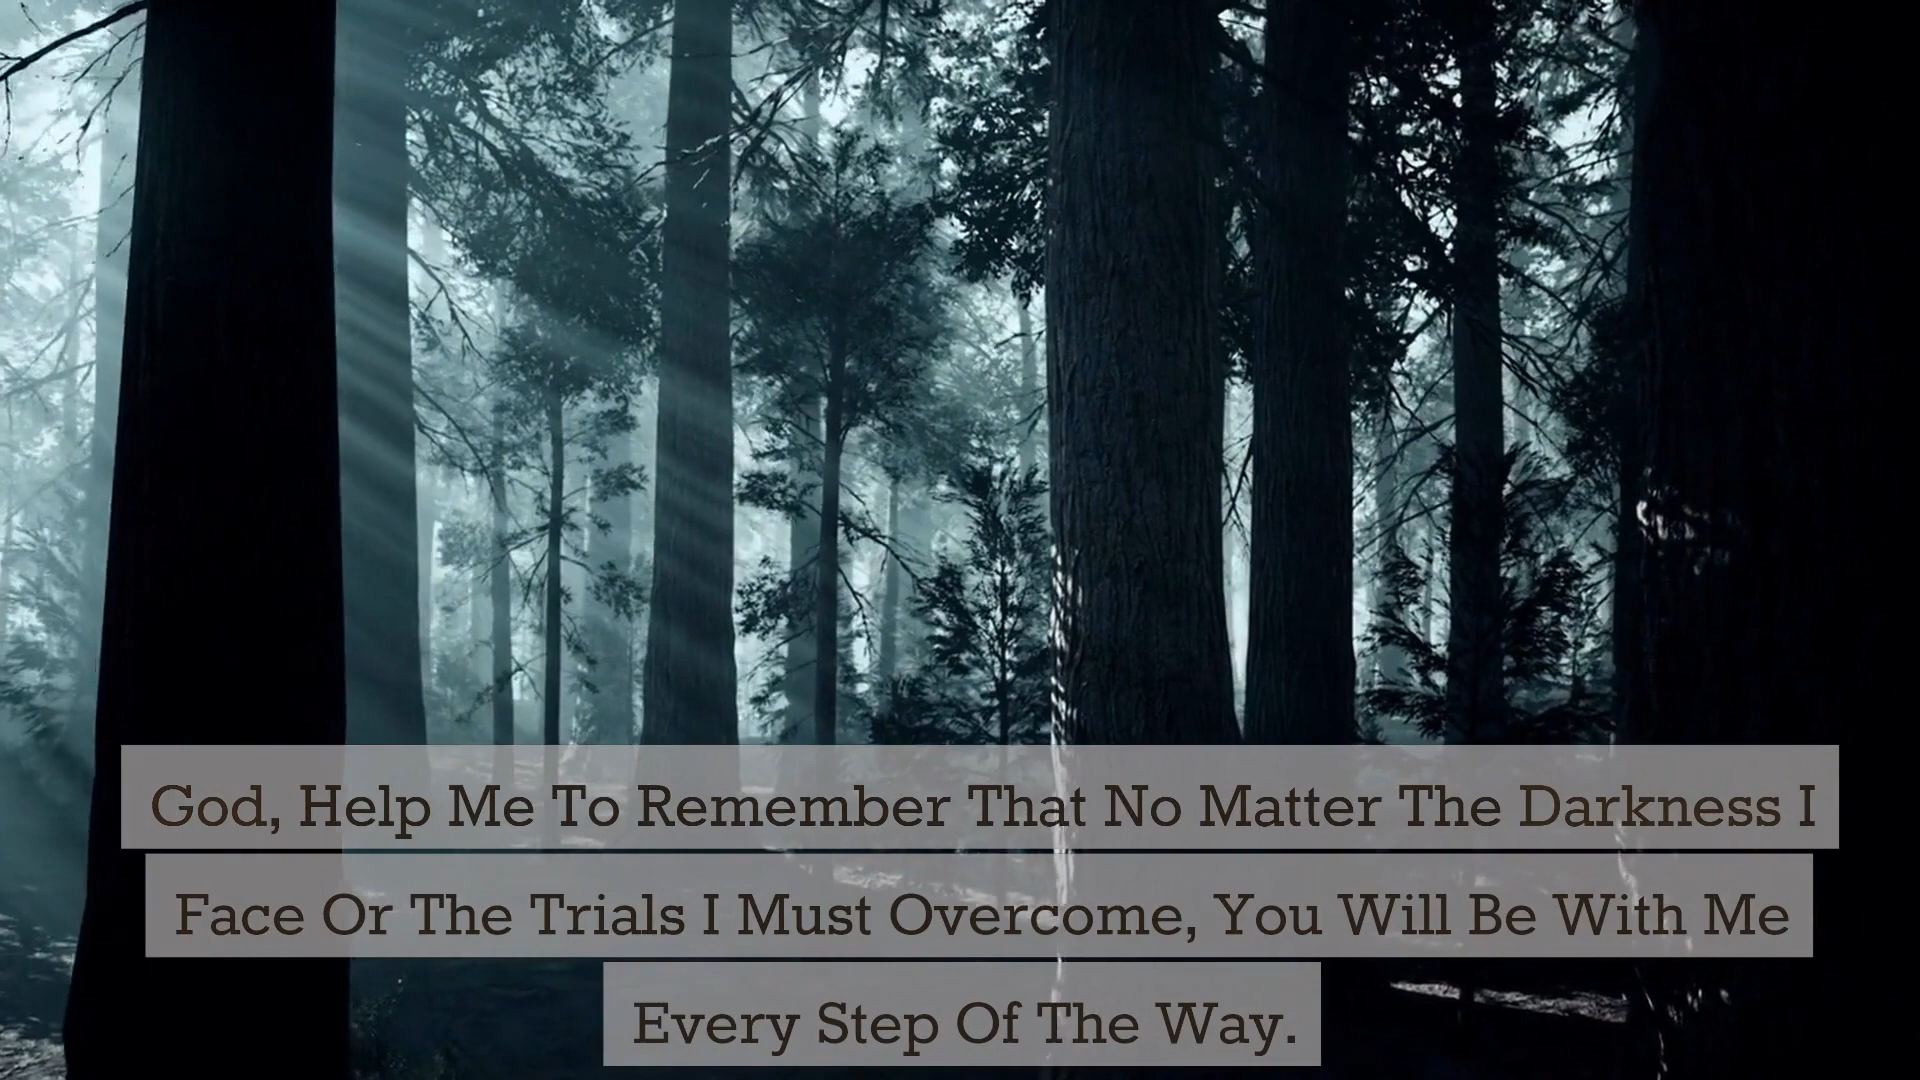 God, Help Me To Remember That No Matter The Darkness I
Face Or The Trials I Must Overcome, You Will Be With Me
Every Step Of The Way.